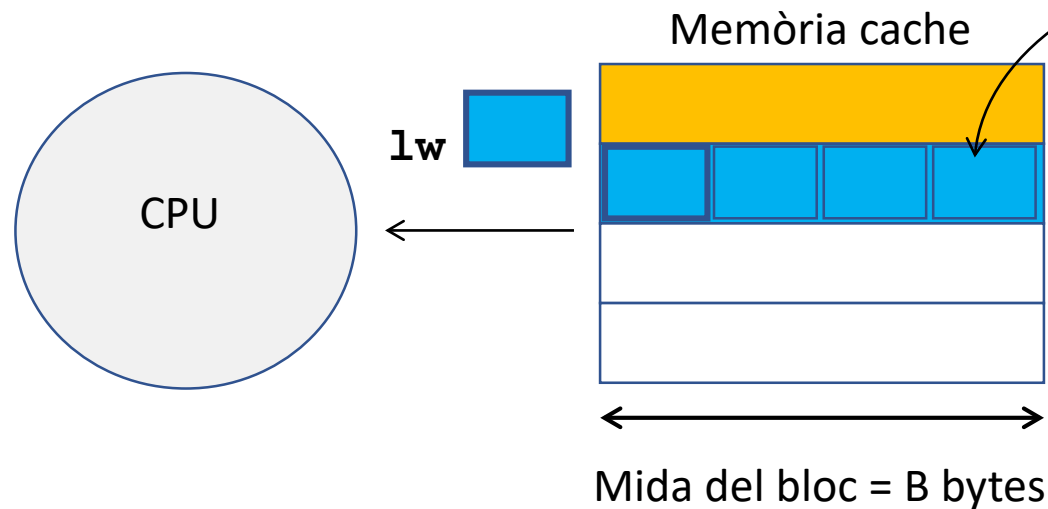 Memòria cache
lw
CPU
Mida del bloc = B bytes